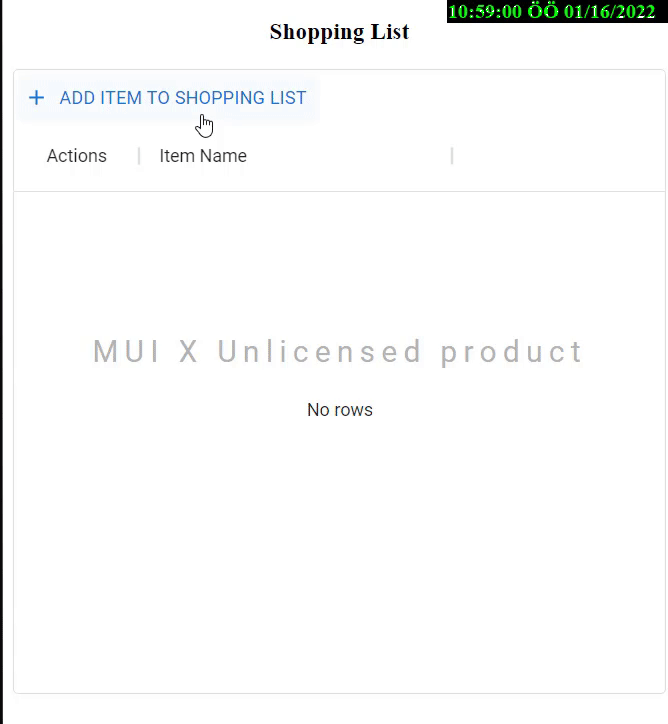 10:59:00 ÖÖ 01/16/2022
Shopping List
+ ADD ITEM TO SHOPPING LIST
Actions | Item Name |
MUI X Unlicensed product
No rows